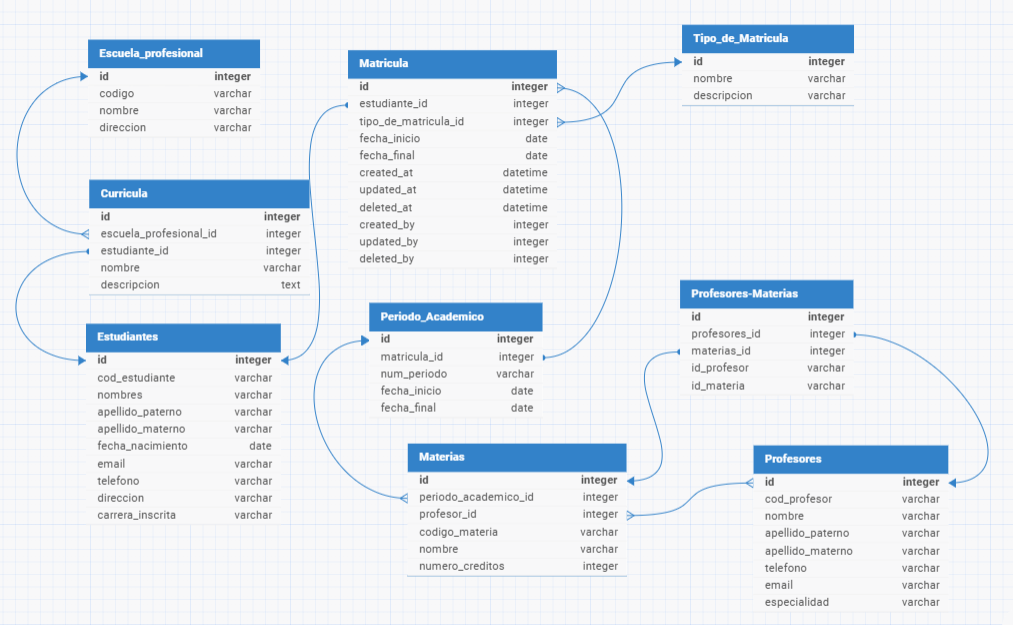 Escuela_profesional
id integer
codigo varchar
nombre varchar
direccion varchar
Matricula
id integer
estudiante_id integer
tipo_de_matricula_id integer
fecha_inicio date
fecha_final date
created_at datetime
updated_at datetime
deleted_at datetime
created_by integer
updated_by integer
deleted_by integer
Tipo_de_Matricula
id integer
nombre varchar
descripcion varchar
Curricula
id integer
escuela_profesional_id integer
estudiante_id integer
nombre varchar
descripcion text
Estudiantes
id integer
cod_estudiante varchar
nombres varchar
apellido_paterno varchar
apellido_materno varchar
fecha_nacimiento date
email varchar
telefono varchar
direccion varchar
carrera_inscrita varchar
Periodo_Academico
id integer
matricula_id integer
num_periodo varchar
fecha_inicio date
fecha_final date
Profesores-Materias
id integer
profesores_id integer
materias_id integer
id_profesor varchar
id_materia varchar
Materias
id integer
periodo_academico_id integer
profesor_id integer
codigo_materia varchar
nombre varchar
numero_creditos integer
Profesores
id integer
cod_profesor varchar
nombre varchar
apellido_paterno varchar
apellido_materno varchar
telefono varchar
email varchar
especialidad varchar